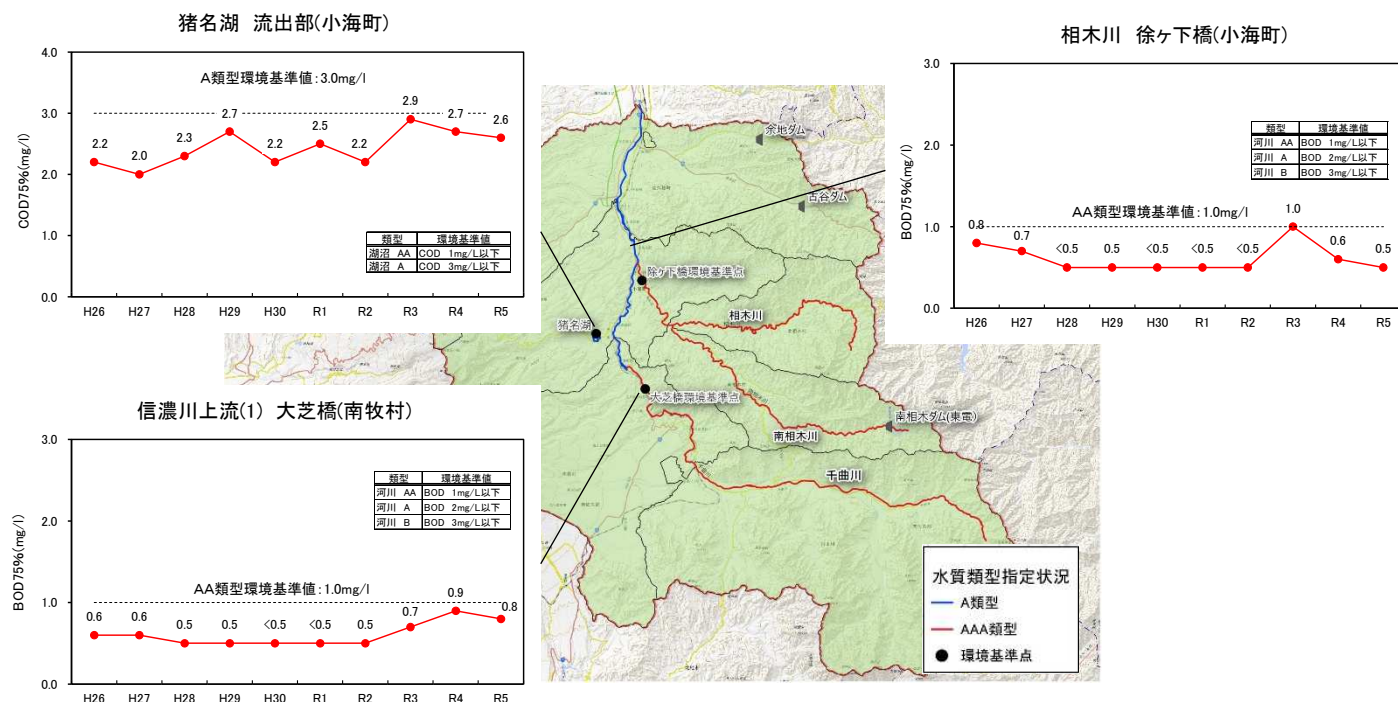 猪名湖 流出部(小海町)
COD75%(mg/l)
4.0
3.0
2.0
1.0
0.0
A類型環境基準値:3.0mg/l
2.2
2.0
2.3
2.7
2.2
2.5
2.2
2.9
2.7
2.6
類型 環境基準値
湖沼 AA COD 1mg/L以下
湖沼 A COD 3mg/L以下
H26 H27 H28 H29 H30 R1 R2 R3 R4 R5
相木川 徐ヶ下橋(小海町)
BOD75%(mg/l)
3.0
2.0
1.0
0.0
類型 環境基準値
河川 AA BOD 1mg/L以下
河川 A BOD 2mg/L以下
河川 B BOD 3mg/L以下
AA類型環境基準値:1.0mg/l
0.8
0.7
<0.5
0.5
<0.5
<0.5
<0.5
1.0
0.6
0.5
H26 H27 H28 H29 H30 R1 R2 R3 R4 R5
信濃川上流(1) 大芝橋(南牧村)
BOD75%(mg/l)
3.0
2.0
1.0
0.0
類型 環境基準値
河川 AA BOD 1mg/L以下
河川 A BOD 2mg/L以下
河川 B BOD 3mg/L以下
AA類型環境基準値:1.0mg/l
0.6
0.6
0.5
0.5
<0.5
<0.5
0.5
0.7
0.9
0.8
H26 H27 H28 H29 H30 R1 R2 R3 R4 R5
余地ダム
古谷ダム
除ケ下橋環境基準点
相木川
猪名湖
大芝橋環境基準点
南相木ダム(東電)
南相木川
千曲川
水質類型指定状況
A類型
AAA類型
環境基準点